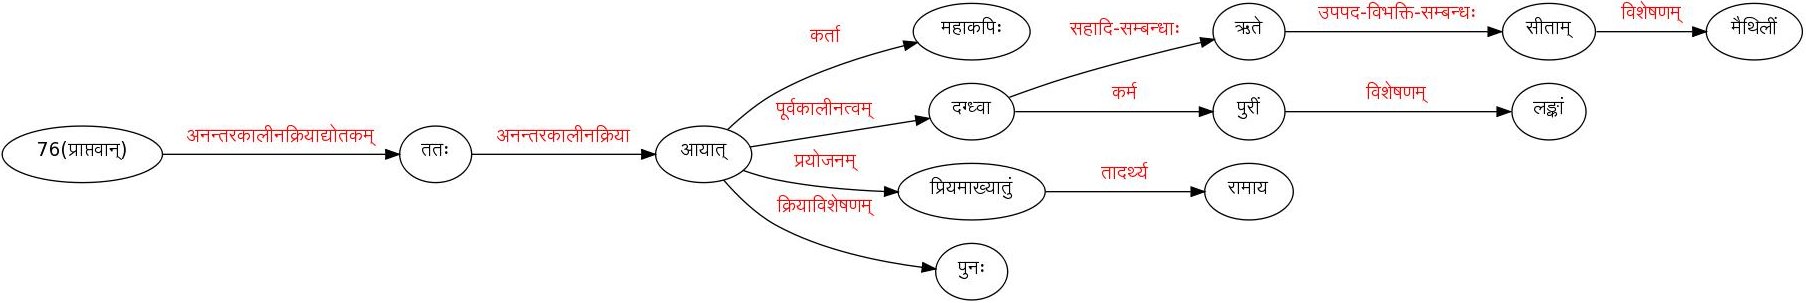 महाकपिः
ऋते
सीताम्
मैथिलीं
कर्ता
सहादि-सम्बन्धाः
उपपद-विभक्ति-सम्बन्धः
विशेषणम्
दग्ध्वा
पुरीं
लङ्कां
पूर्वकालीनत्वम्
कर्म
विशेषणम्
76(प्राप्तवान्)
अनन्तरकालीनक्रियाद्योतकम्
ततः
अनन्तरकालीनक्रिया
आयात्
प्रयोजनम्
प्रियमाख्यातुं
तादर्थ्य
रामाय
क्रियाविशेषणम्
पुनः